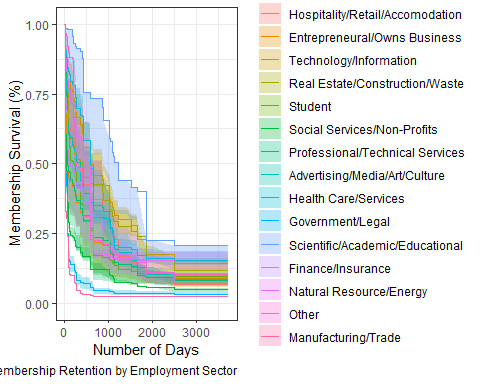 Membership Survival (%)
1.00
0.75
0.50
0.25
0.00
0
1000
2000
3000
Number of Days
embership Retention by Employment Sector
Hospitality/Retail/Accomodation
Entrepreneurial/Owns Business
Technology/Information
Real Estate/Construction/Waste
Student
Social Services/Non-Profits
Professional/Technical Services
Advertising/Media/Art/Culture
Health Care/Services
Government/Legal
Scientific/Academic/Educational
Finance/Insurance
Natural Resource/Energy
Other
Manufacturing/Trade